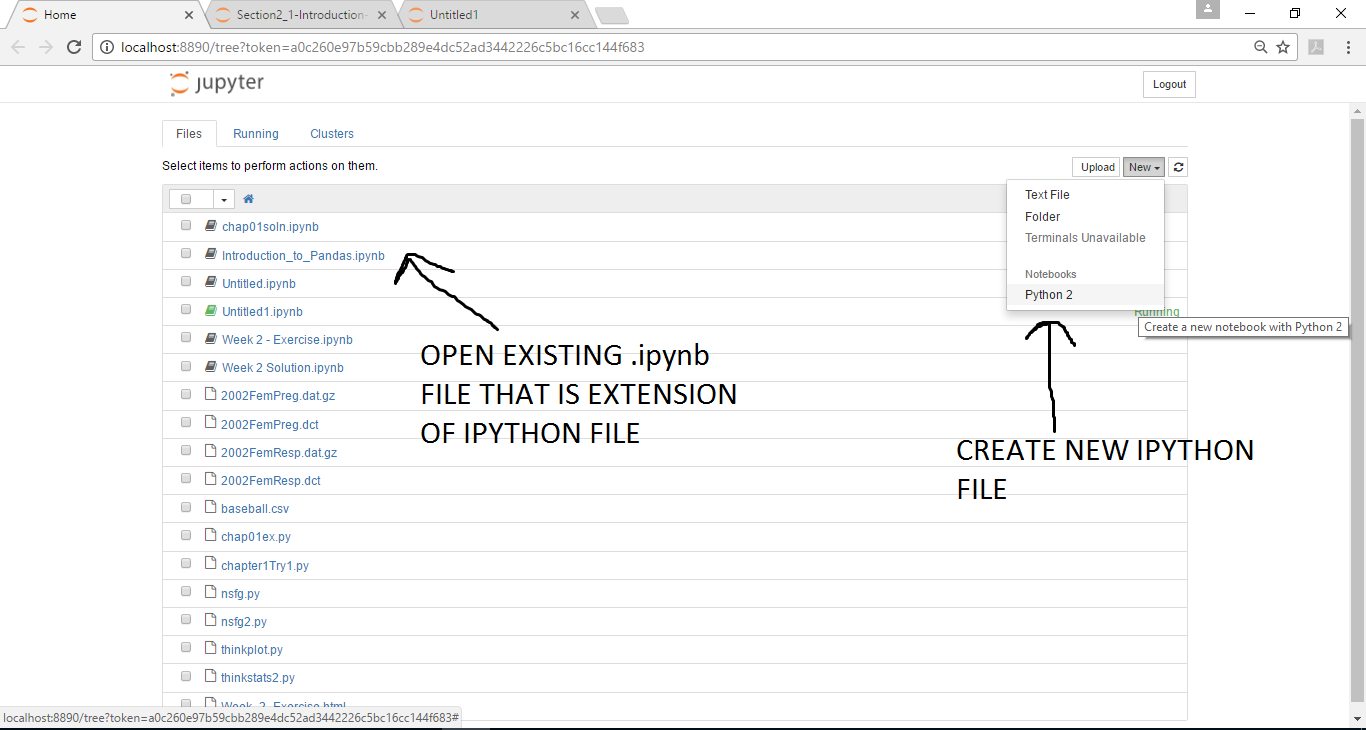 Home
Section2_1-Introduction-
Untitled1
localhost:8890/tree?token=a0c260e97b59cbb289e4dc52ad3442226c5bc16cc144f683
jupyter
Logout
Files Running Clusters
Select items to perform actions on them.
Upload New
Text File
Folder
Terminals Unavailable
Notebooks
Python 2
Running
Create a new notebook with Python 2
chap01soln.ipynb
Introduction_to_Pandas.ipynb
Untitled.ipynb
Untitled1.ipynb
Week 2 - Exercise.ipynb
Week 2 Solution.ipynb
2002FemPreg.dat.gz
2002FemPreg.dct
2002FemResp.dat.gz
2002FemResp.dct
baseball.csv
chap01ex.py
chapter1Try1.py
nsfg.py
nsfg2.py
thinkplot.py
thinkstats2.py
Week_2_Exercise.html
OPEN EXISTING .ipynb
FILE THAT IS EXTENSION
OF IPYTHON FILE
CREATE NEW IPYTHON
FILE
localhost:8890/tree?token=a0c260e97b59cbb289e4dc52ad3442226c5bc16cc144f683#